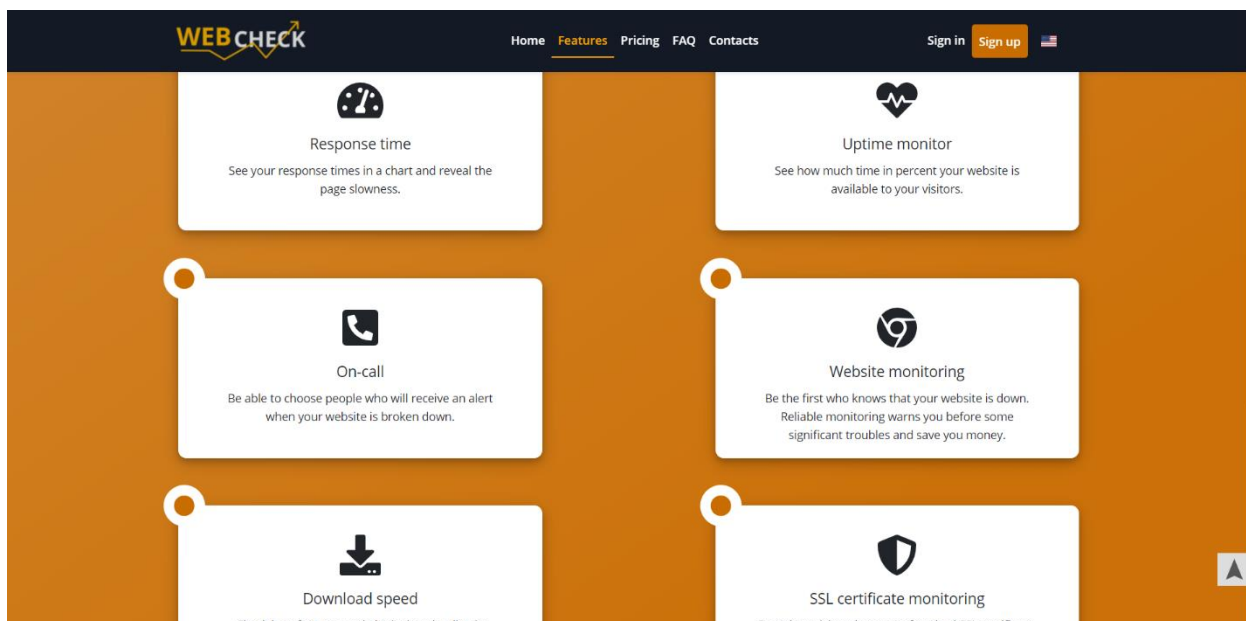 WEB CHECK
Home Features Pricing FAQ Contacts
Sign in Sign up
Response time
See your response times in a chart and reveal the
page slowness.
Uptime monitor
See how much time in percent your website is
available to your visitors.
On-call
Be able to choose people who will receive an alert
when your website is broken down.
Website monitoring
Be the first who knows that your website is down.
Reliable monitoring warns you before some
significant troubles and save you money.
Download speed
SSL certificate monitoring